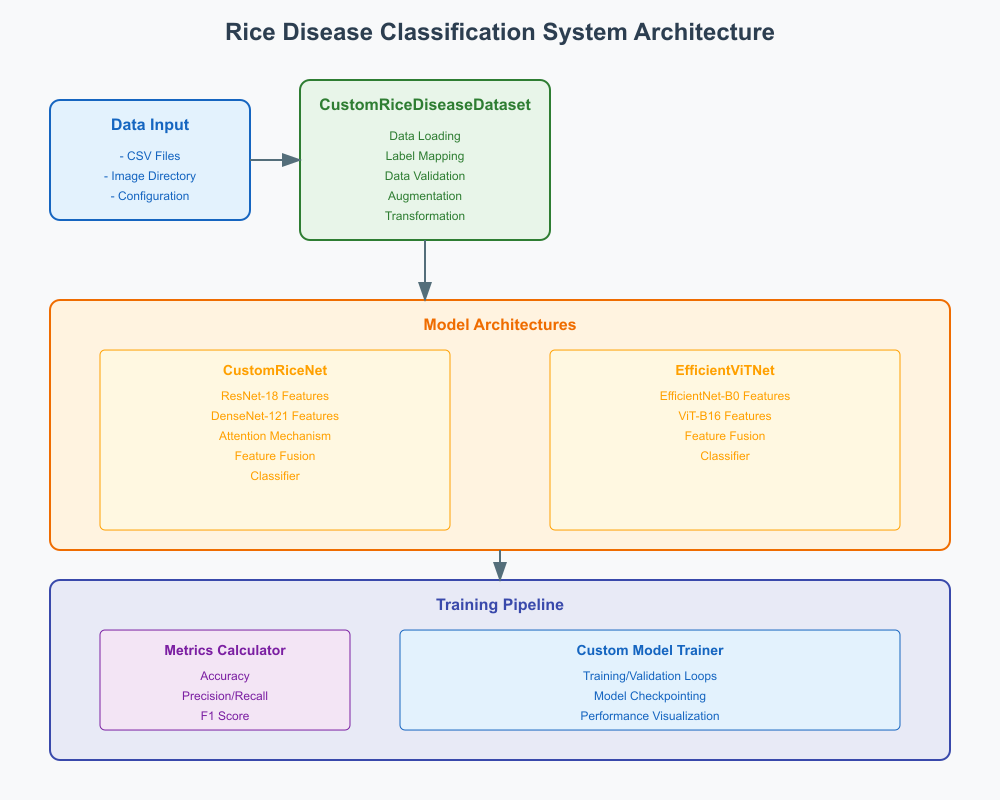 Rice Disease Classification System Architecture
Data Input
- CSV Files
- Image Directory
- Configuration
CustomRiceDiseaseDataset
Data Loading
Label Mapping
Data Validation
Augmentation
Transformation
Model Architectures
CustomRiceNet
ResNet-18 Features
DenseNet-121 Features
Attention Mechanism
Feature Fusion
Classifier
EfficientViTNet
EfficientNet-B0 Features
ViT-B16 Features
Feature Fusion
Classifier
Training Pipeline
Metrics Calculator
Accuracy
Precision/Recall
F1 Score
Custom Model Trainer
Training/Validation Loops
Model Checkpointing
Performance Visualization